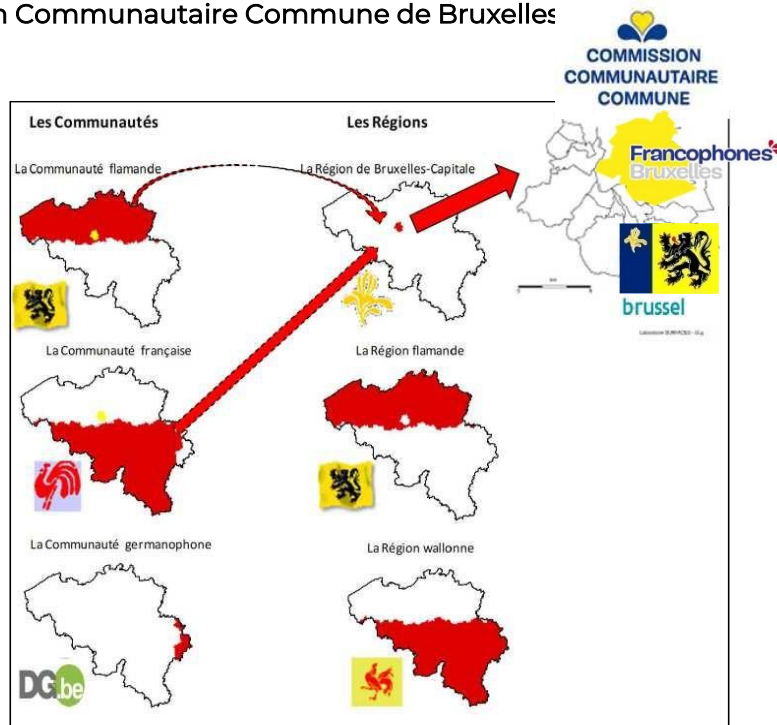 n Communautaire Commune de Bruxelles
COMMISSION
COMMUNAUTAIRE
COMMUNE
Les Communautés
Les Régions
La Communauté flamande
La Région de Bruxelles-Capitale
Francophones
Bruxelles
brussel
La Communauté française
La Région flamande
La Communauté germanophone
La Région wallonne
DG.be